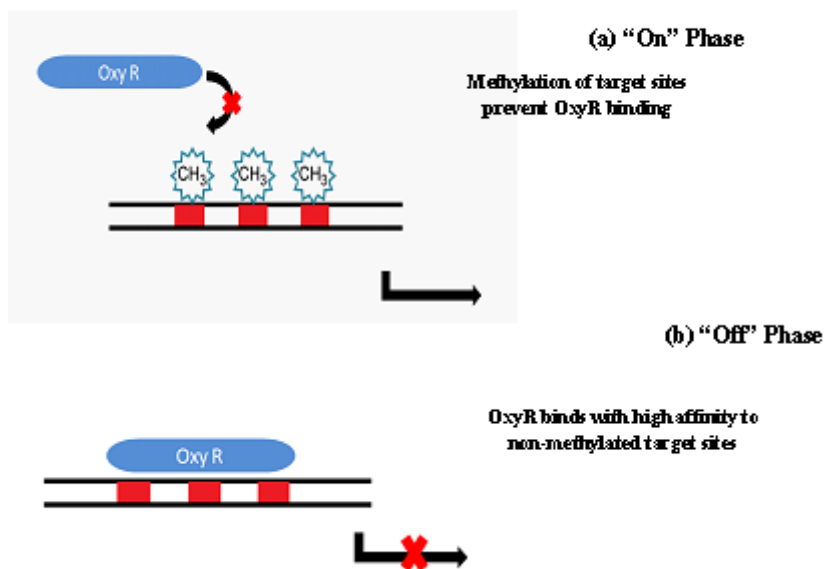 (a) “On” Phase
Oxy R
Methylation of target sites
prevent OxyR binding
CH3 CH3 CH3
(b) “Off” Phase
OxyR binds with high affinity to
non-methylated target sites
Oxy R